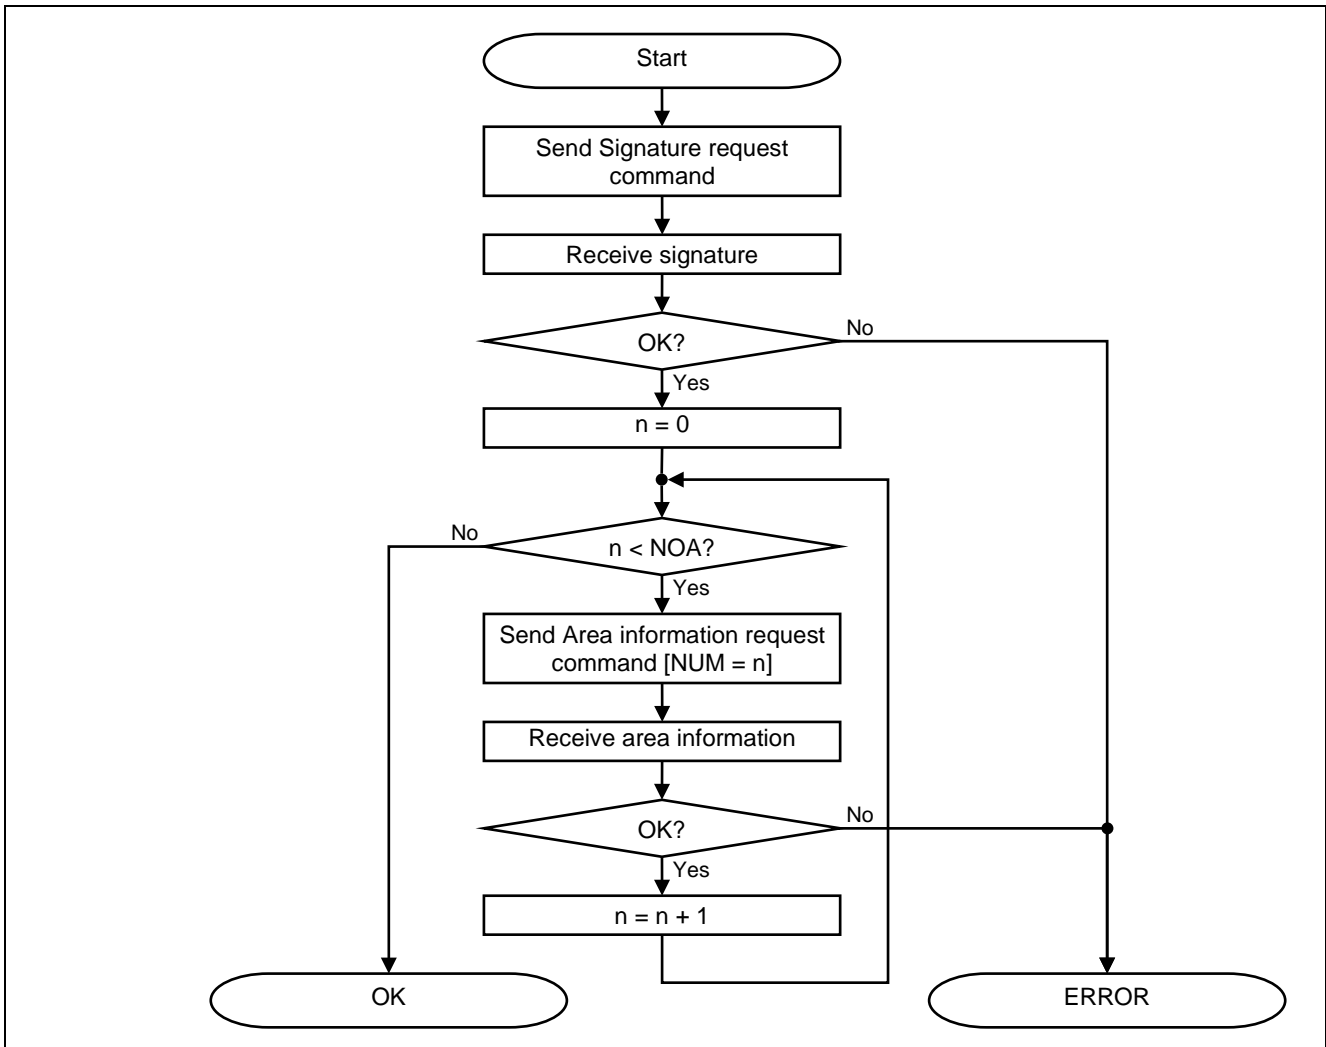 Start
Send Signature request
command
Receive signature
OK?
No
Yes
n = 0
No
n < NOA?
Yes
Send Area information request
command [NUM = n]
Receive area information
OK?
No
Yes
n = n + 1
OK
ERROR